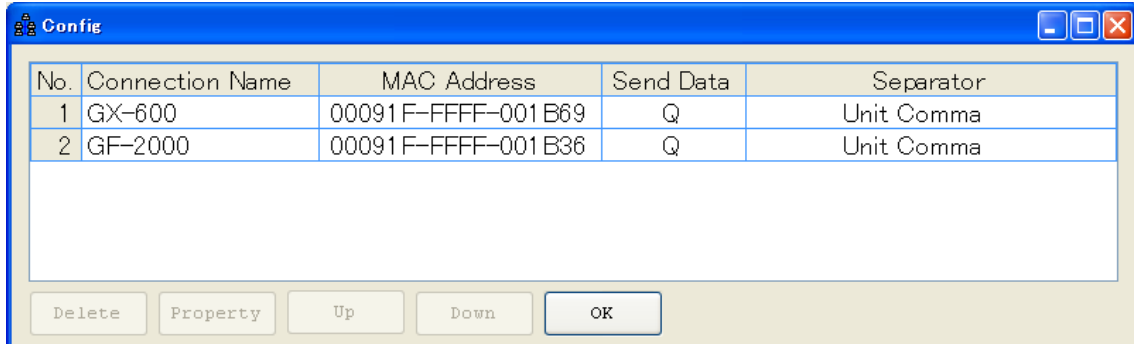 Config
No. Connection Name MAC Address Send Data Separator
1 GX-600 00091F-FFFF-001B69 Q Unit Comma
2 GF-2000 00091F-FFFF-001B36 Q Unit Comma
Delete Property Up Down OK